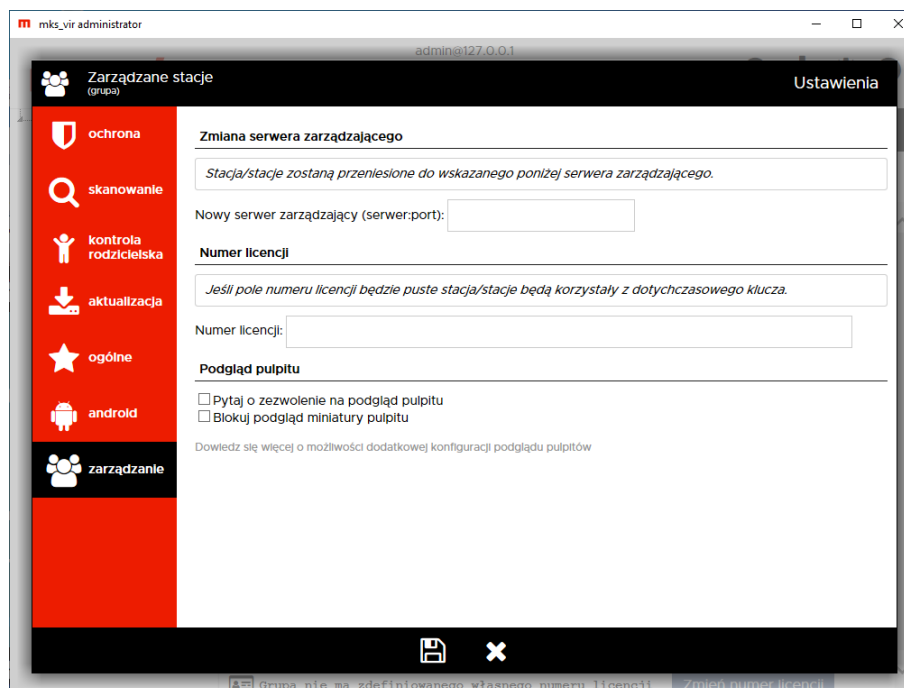 mks_vir administrator
admin@127.0.0.1
Zarządzane stacje
(grupa)
Ustawienia
ochrona
skanowanie
kontrola
rodzicielska
aktualizacja
ogólne
android
zarządzanie
Zmiana serwera zarządzającego
Stacja/stacje zostaną przeniesione do wskazanego poniżej serwera zarządzającego.
Nowy serwer zarządzający (serwer:port):
Numer licencji
Jeśli pole numeru licencji będzie puste stacja/stacje będą korzystały z dotychczasowego klucza.
Numer licencji:
Podgląd pulpitu
Pytaj o zezwolenie na podgląd pulpitu
Blokuj podgląd miniatury pulpitu
Dowiedz się więcej o możliwości dodatkowej konfiguracji podglądu pulpitów
Grupa nie ma zdefiniowanego własnego numeru licencji
Zmień numer licencji